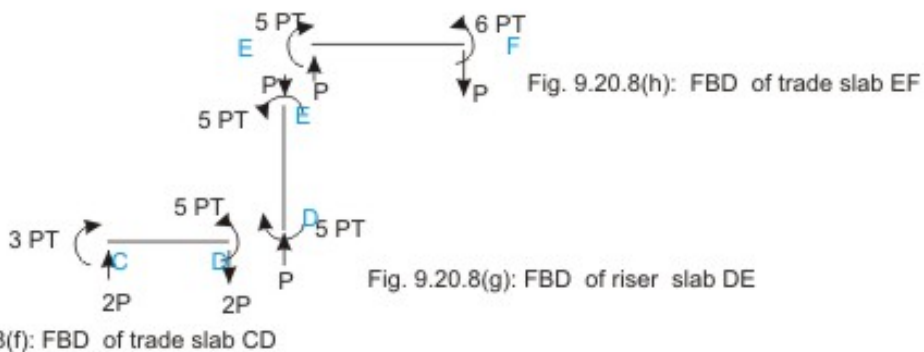 5 PT
6 PT
E
F
P
P
P
Fig. 9.20.8(h): FBD of trade slab EF
5 PT
E
5 PT
D
5 PT
3 PT
C
D
P
2P
2P
Fig. 9.20.8(g): FBD of riser slab DE
8(f): FBD of trade slab CD